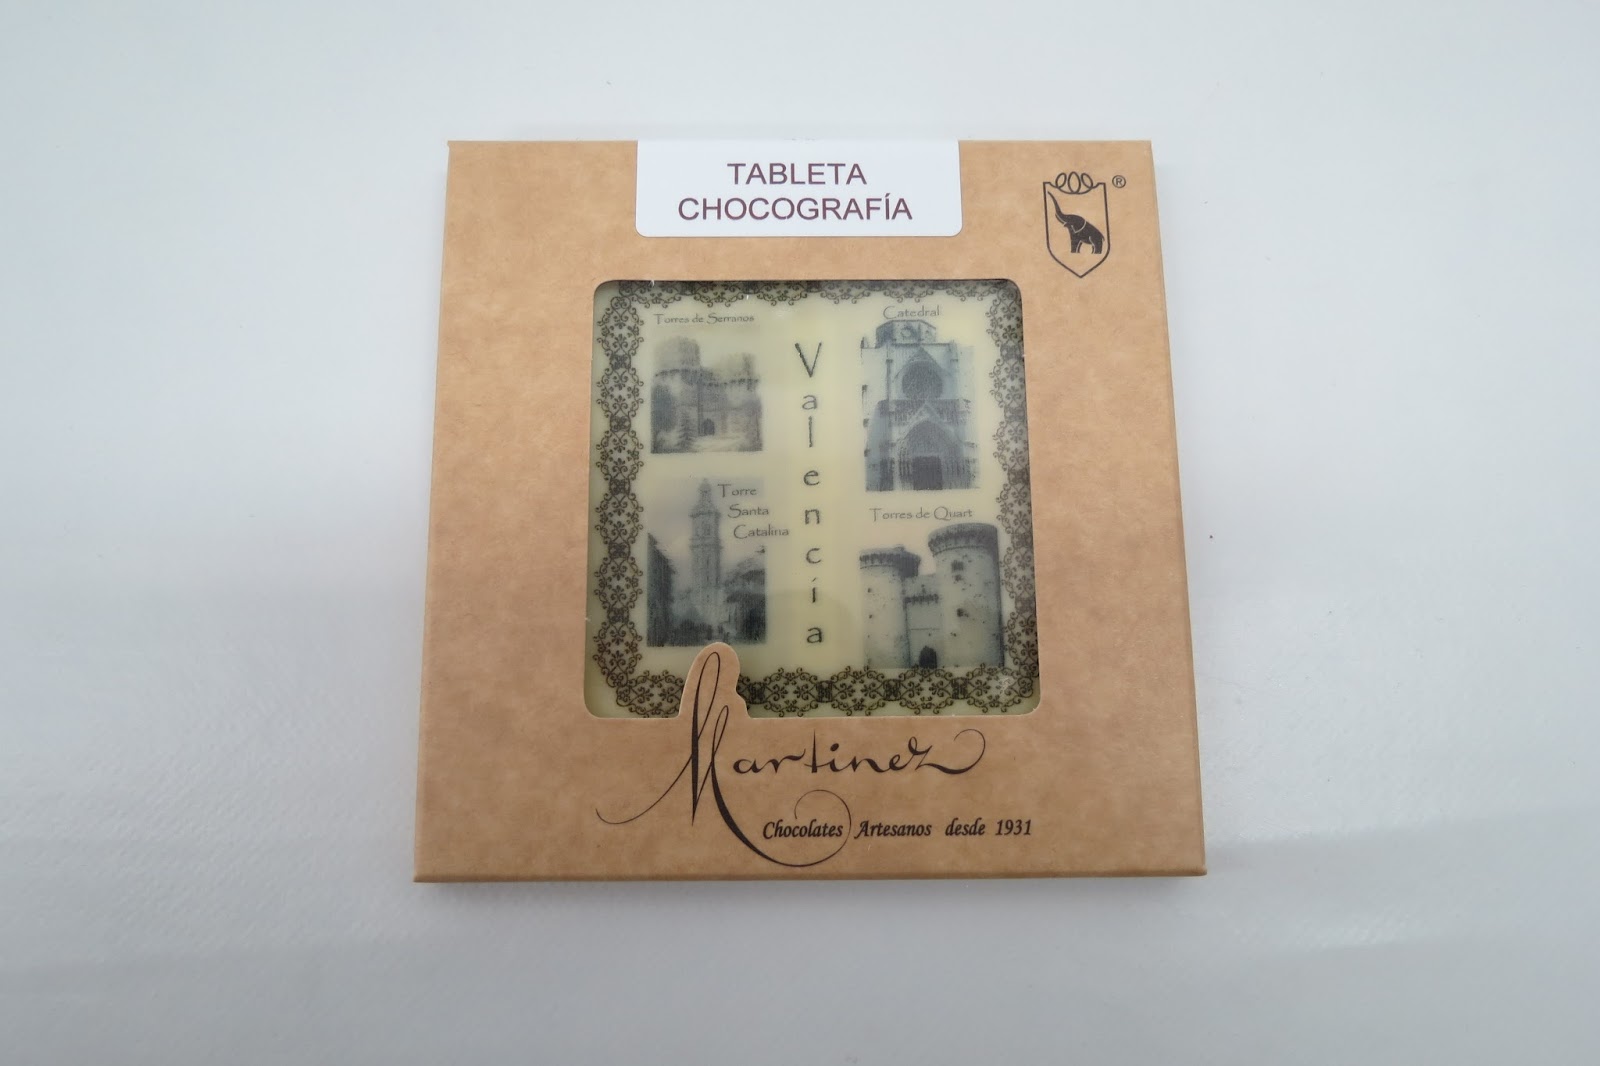 TABLETA
CHOCOGRAFÍA
®
Torres de Serranos
Catedral
Valencia
Torre
Santa
Catalina
Torres de Quart
Martinez
Chocolates Artesanos desde 1931